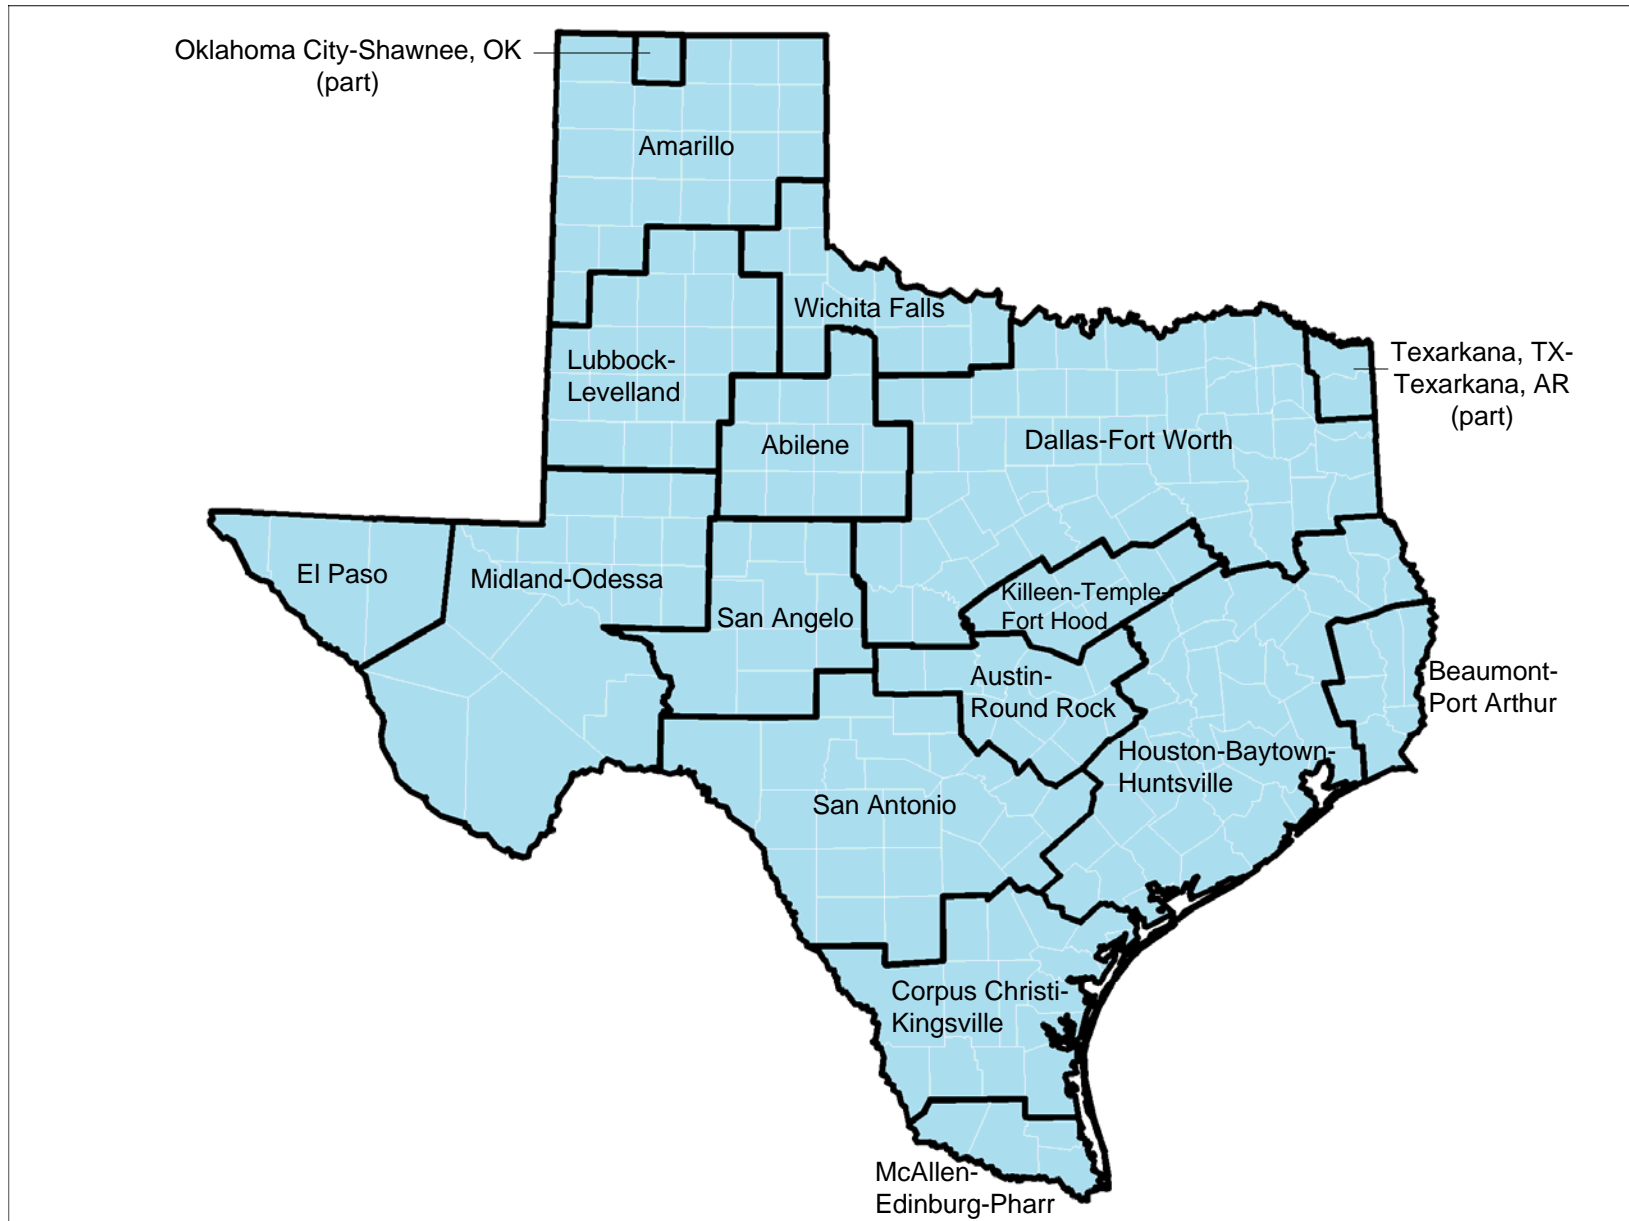 Oklahoma City-Shawnee, OK
(part)
Amarillo
Wichita Falls
Lubbock-
Levelland
Texarkana, TX-
Texarkana, AR
(part)
Abilene
Dallas-Fort Worth
El Paso
Midland-Odessa
San Angelo
Killeen-Temple-
Fort Hood
Austin-
Round Rock
Beaumont-
Port Arthur
Houston-Baytown-
Huntsville
San Antonio
Corpus Christi-
Kingsville
McAllen-
Edinburg-Pharr